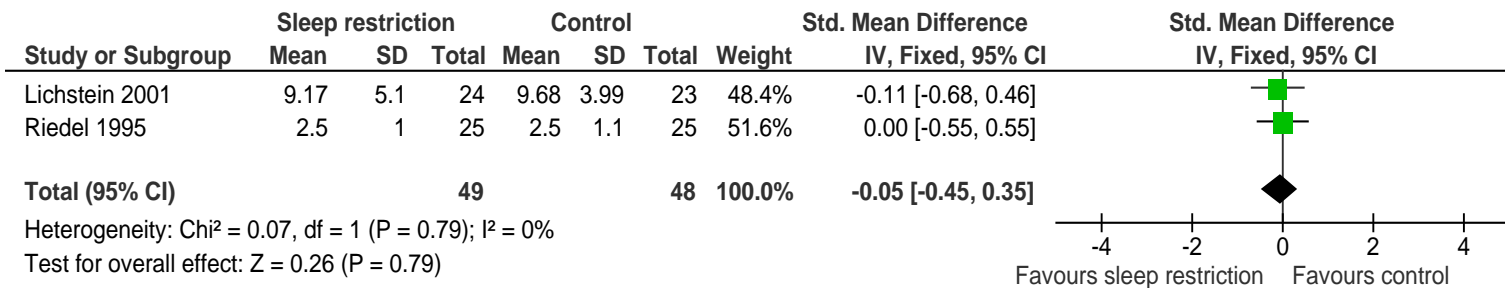 Sleep restriction Control Std. Mean Difference Std. Mean Difference
Study or Subgroup Mean SD Total Mean SD Total Weight IV, Fixed, 95% CI IV, Fixed, 95% CI
Lichstein 2001 9.17 5.1 24 9.68 3.99 23 48.4% -0.11 [-0.68, 0.46]
Riedel 1995 2.5 1 25 2.5 1.1 25 51.6% 0.00 [-0.55, 0.55]
Total (95% CI) 49 48 100.0% -0.05 [-0.45, 0.35]
Heterogeneity: Chi² = 0.07, df = 1 (P = 0.79); I² = 0%
Test for overall effect: Z = 0.26 (P = 0.79)
-4 -2 0 2 4
Favours sleep restriction Favours control